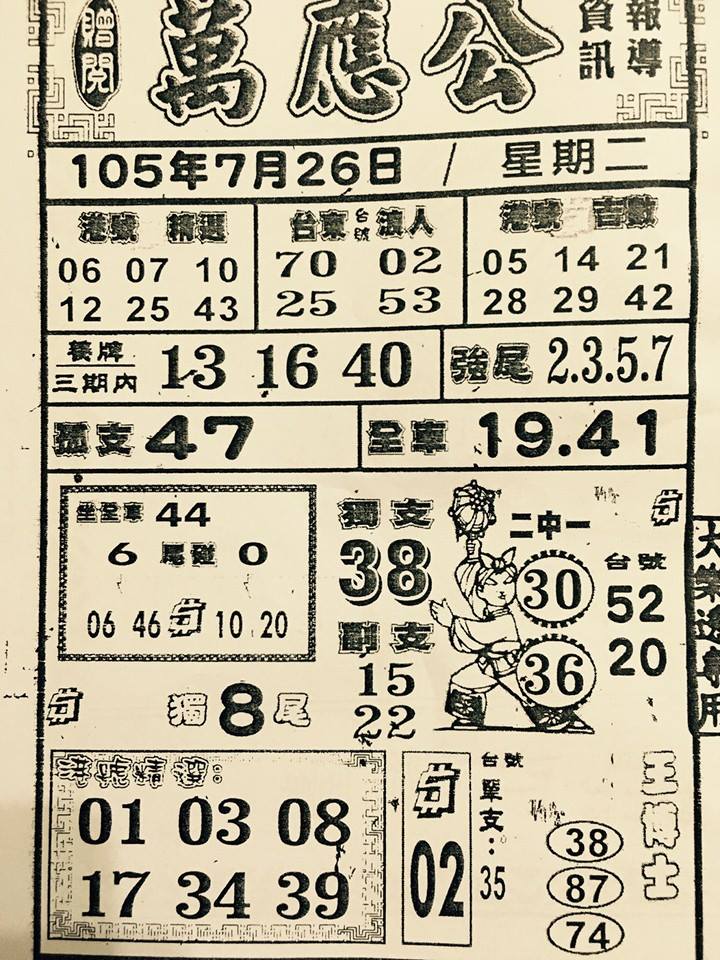 贈閱
萬應公
資訊
報導
105年7月26日 / 星期二
港號 精選
06 07 10
12 25 43
台東 台號 浪人
70 02
25 53
港號 吉數
05 14 21
28 29 42
養牌
三期內
13 16 40
強尾 2.3.5.7
孤支 47
全車 19.41
坐全車 44
6 尾碰 0
06 46 10 20
獨 8 尾
獨支
38
副支
15
22
二中一
30
36
台號
52
20
港號精選:
01 03 08
17 34 39
02
台號
單支:
35
38
87
74
王博士